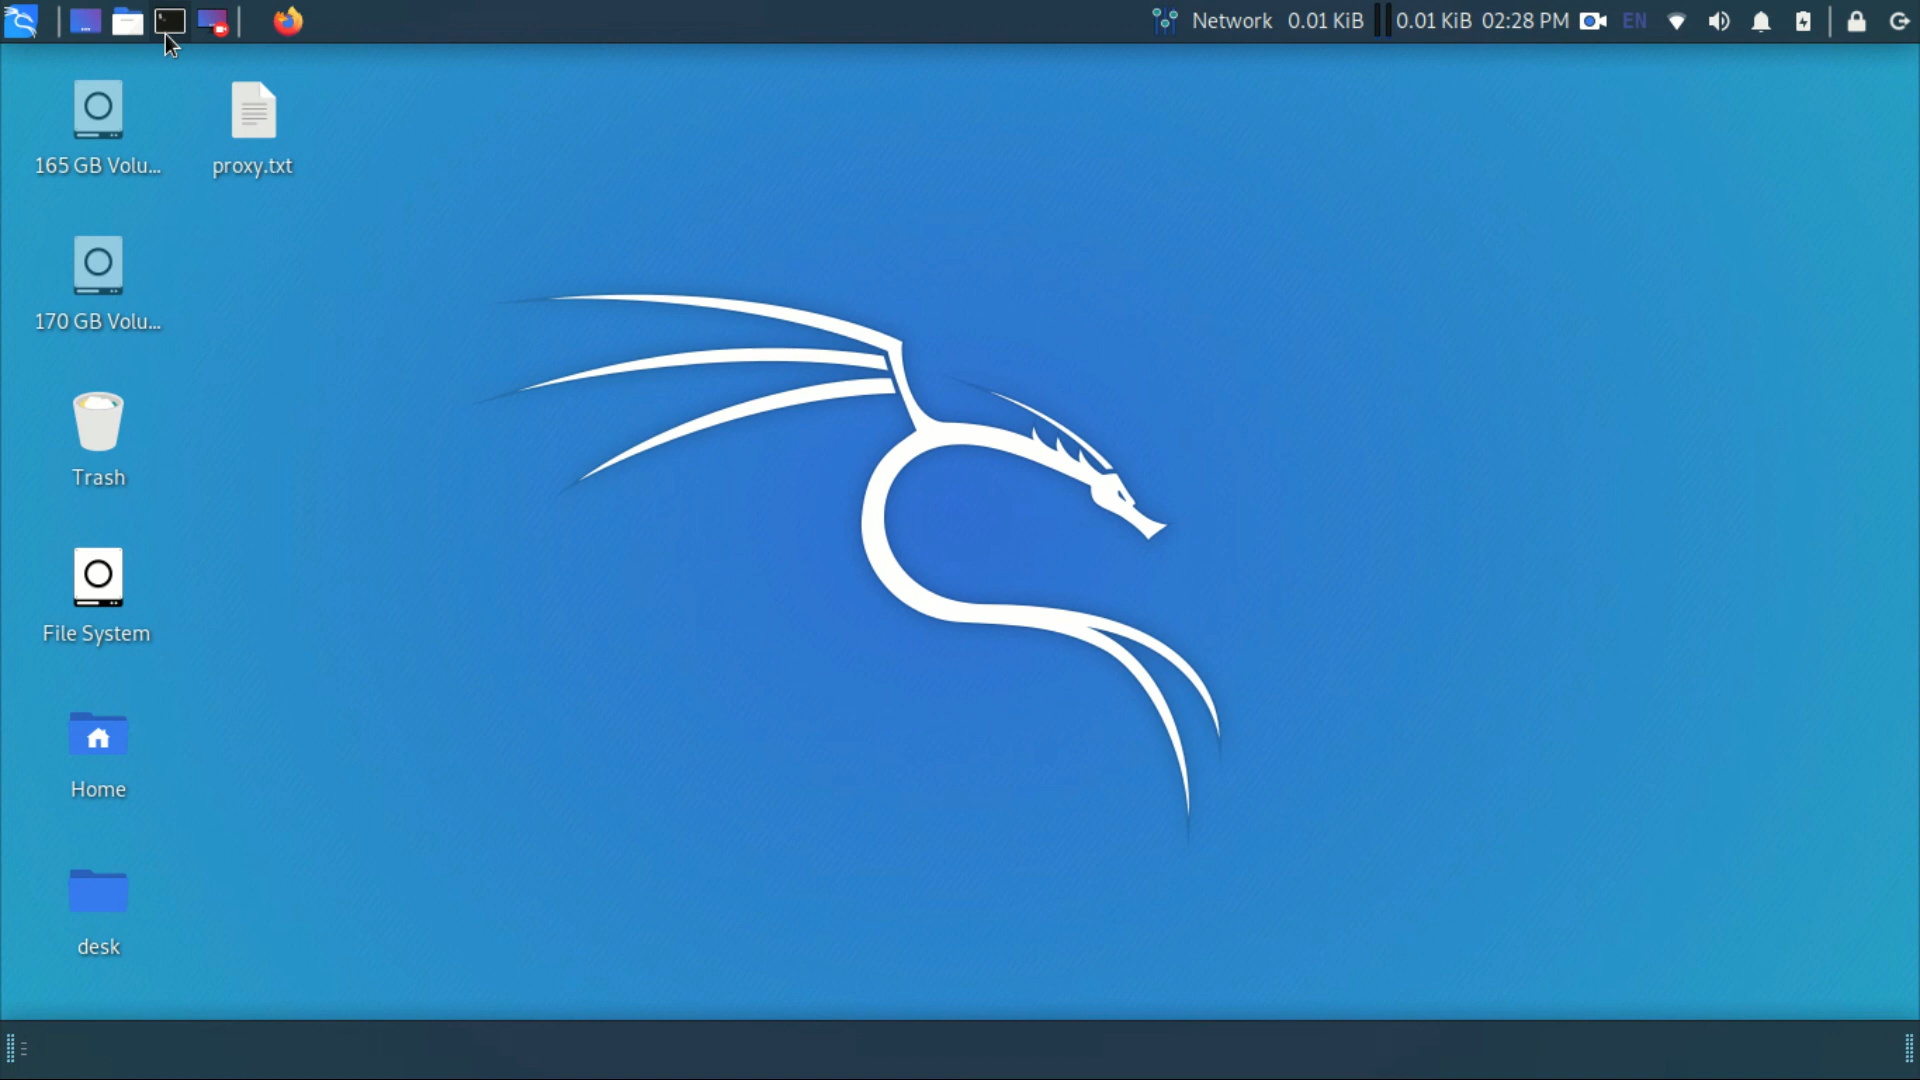 Network 0.01 KiB 0.01 KiB 02:28 PM EN
165 GB Volu...
proxy.txt
170 GB Volu...
Trash
File System
Home
desk